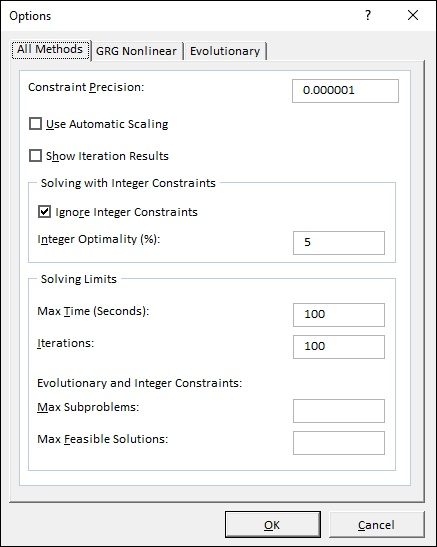 Options ?
All Methods GRG Nonlinear Evolutionary
Constraint Precision: 0.000001
Use Automatic Scaling
Show Iteration Results
Solving with Integer Constraints
Ignore Integer Constraints
Integer Optimality (%): 5
Solving Limits
Max Time (Seconds): 100
Iterations: 100
Evolutionary and Integer Constraints:
Max Subproblems:
Max Feasible Solutions:
OK Cancel